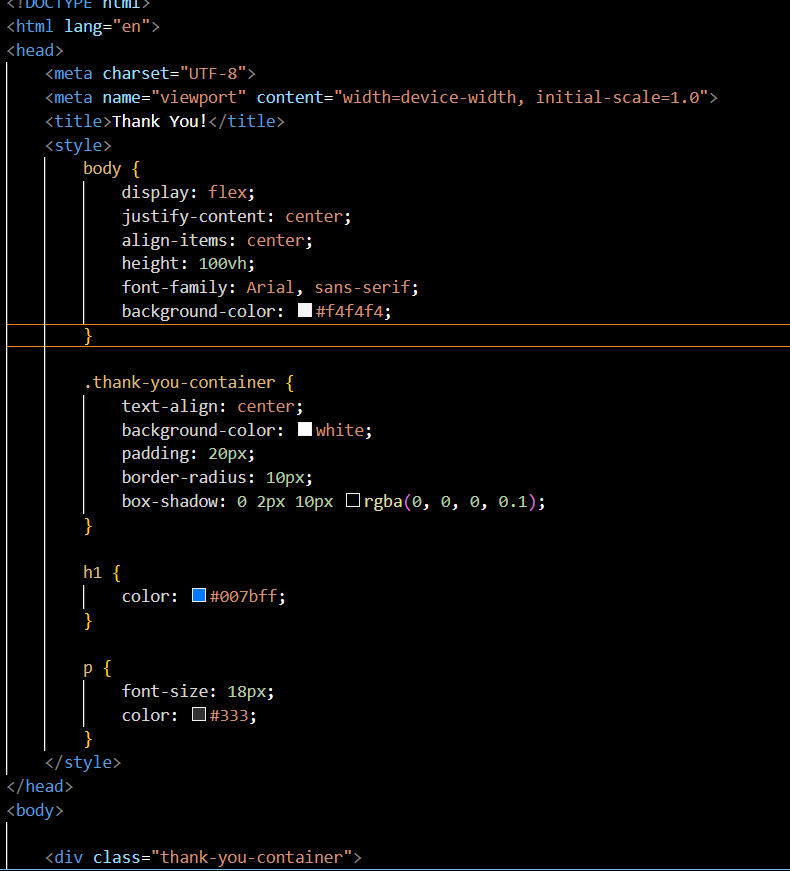 <!DOCTYPE html>
<html lang="en">
<head>
    <meta charset="UTF-8">
    <meta name="viewport" content="width=device-width, initial-scale=1.0">
    <title>Thank You!</title>
    <style>
        body {
            display: flex;
            justify-content: center;
            align-items: center;
            height: 100vh;
            font-family: Arial, sans-serif;
            background-color: #f4f4f4;
        }

        .thank-you-container {
            text-align: center;
            background-color: white;
            padding: 20px;
            border-radius: 10px;
            box-shadow: 0 2px 10px rgba(0, 0, 0, 0.1);
        }

        h1 {
            color: #007bff;
        }

        p {
            font-size: 18px;
            color: #333;
        }
    </style>
</head>
<body>

    <div class="thank-you-container">